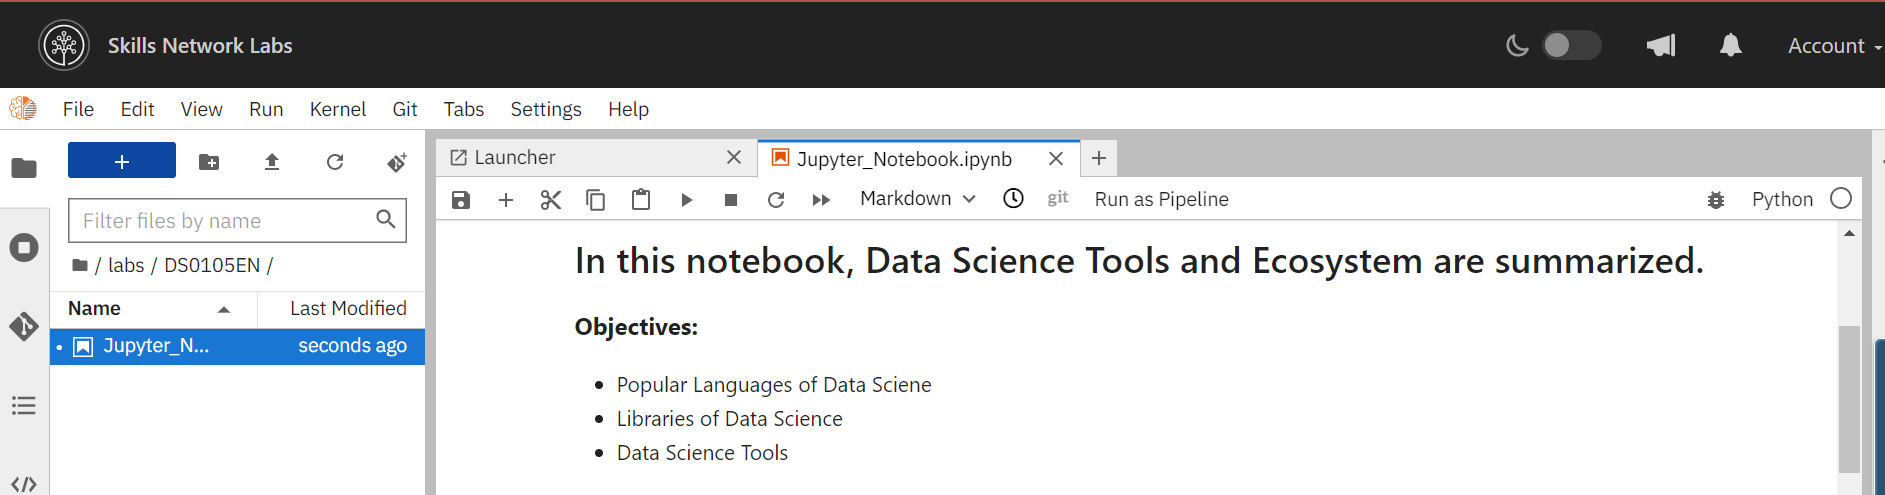 Skills Network Labs
Account
File Edit View Run Kernel Git Tabs Settings Help
Launcher
Jupyter_Notebook.ipynb
Filter files by name
Markdown
git
Run as Pipeline
Python
/ labs / DS0105EN /
Name Last Modified
Jupyter_N... seconds ago
In this notebook, Data Science Tools and Ecosystem are summarized.
Objectives:
• Popular Languages of Data Sciene
• Libraries of Data Science
• Data Science Tools